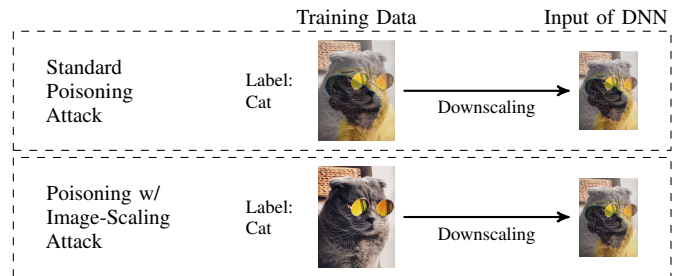 Training Data
Input of DNN
Standard
Poisoning
Attack
Label:
Cat
Downscaling
Poisoning w/
Image-Scaling
Attack
Label:
Cat
Downscaling